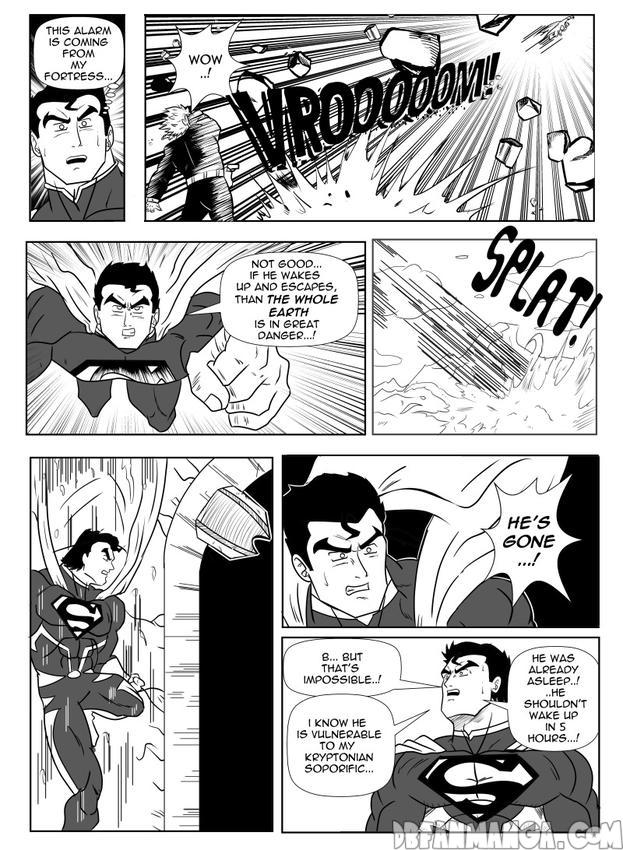 THIS ALARM
IS COMING
FROM
MY
FORTRESS...
WOW
..!
VROOOOOOM!!
NOT GOOD...
IF HE WAKES
UP AND ESCAPES,
THAN THE WHOLE
EARTH
IS IN GREAT
DANGER...!
SPLAT!
HE'S
GONE
....!
B... BUT
THAT'S
IMPOSSIBLE..!
I KNOW HE
IS VULNERABLE
TO MY
KRYPTONIAN
SOPORIFIC...
HE WAS
ALREADY
ASLEEP..!
..HE
SHOULDN'T
WAKE UP
IN 5
HOURS...!
DBFANMANGA.COM